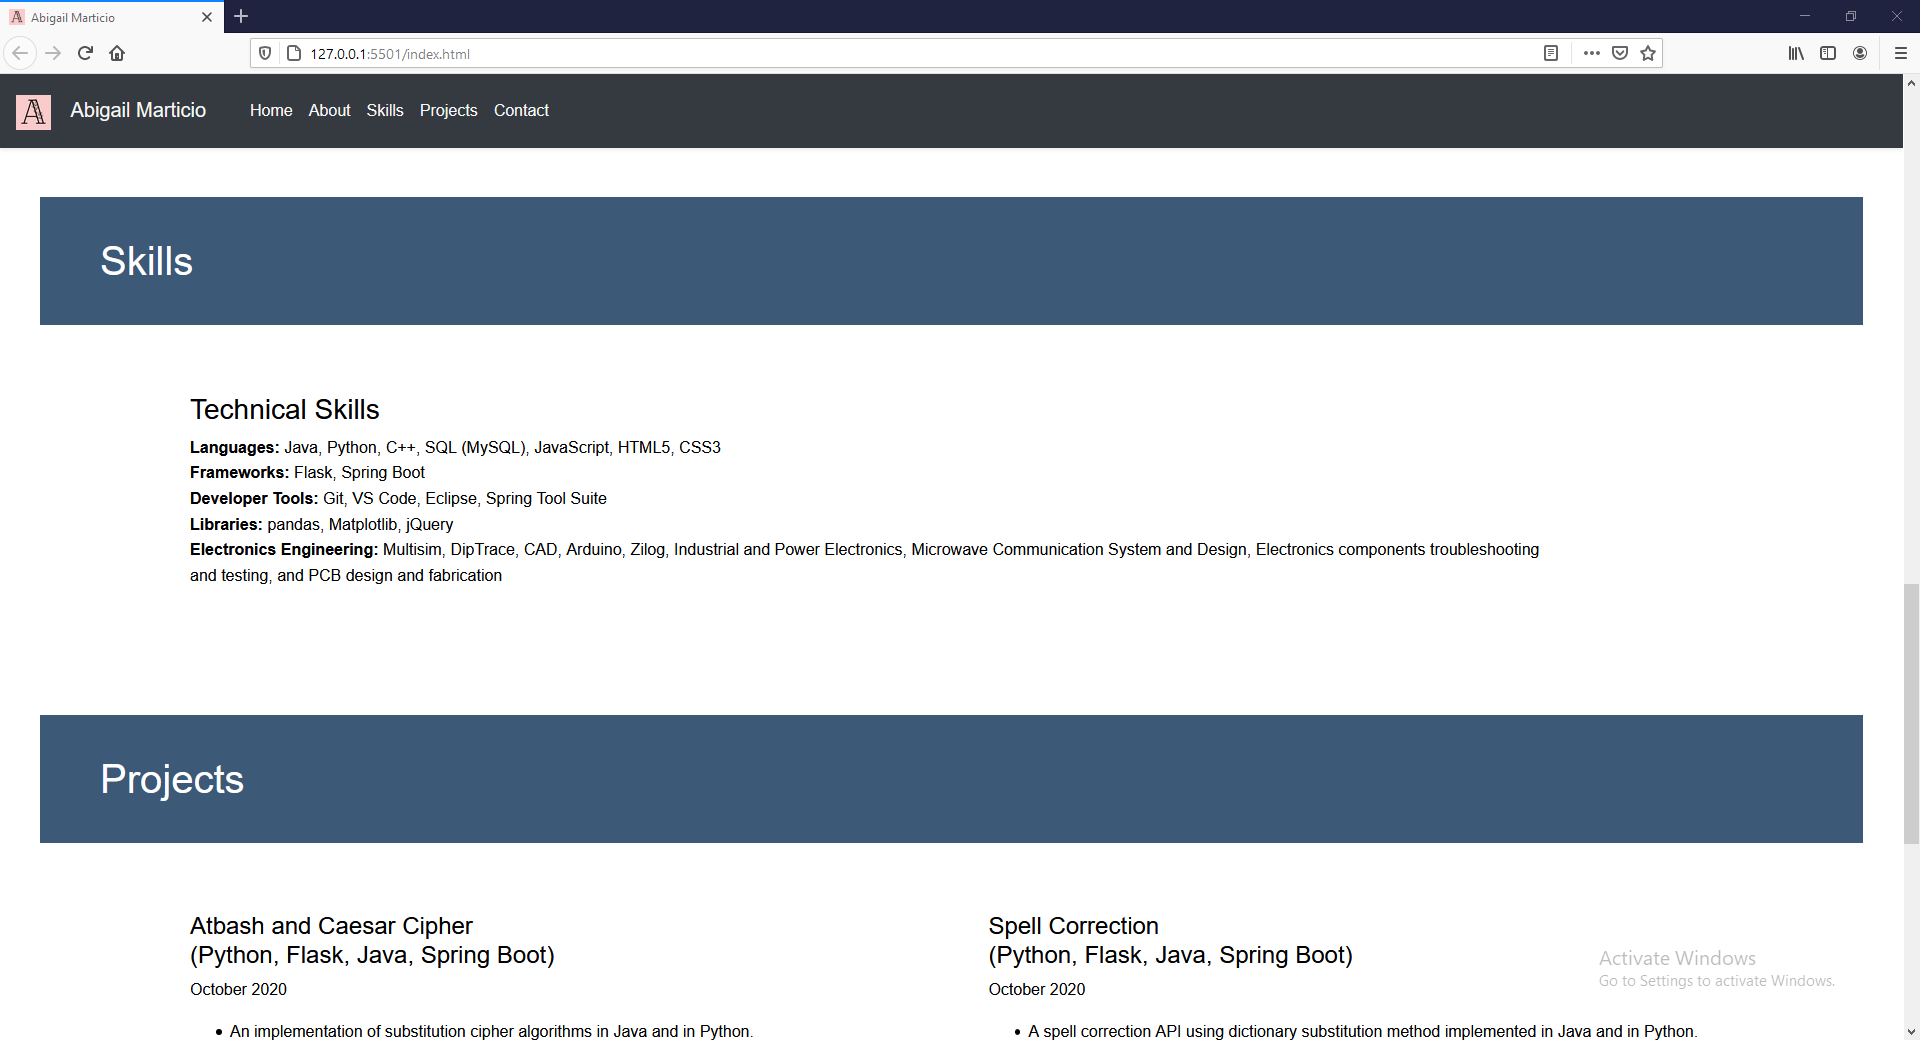 Abigail Marticio
127.0.0.1:5501/index.html
A Abigail Marticio Home About Skills Projects Contact
Skills
Technical Skills
Languages: Java, Python, C++, SQL (MySQL), JavaScript, HTML5, CSS3
Frameworks: Flask, Spring Boot
Developer Tools: Git, VS Code, Eclipse, Spring Tool Suite
Libraries: pandas, Matplotlib, jQuery
Electronics Engineering: Multisim, DipTrace, CAD, Arduino, Zilog, Industrial and Power Electronics, Microwave Communication System and Design, Electronics components troubleshooting
and testing, and PCB design and fabrication
Projects
Atbash and Caesar Cipher
(Python, Flask, Java, Spring Boot)
October 2020
• An implementation of substitution cipher algorithms in Java and in Python.
Spell Correction
(Python, Flask, Java, Spring Boot)
October 2020
• A spell correction API using dictionary substitution method implemented in Java and in Python.
Activate Windows
Go to Settings to activate Windows.